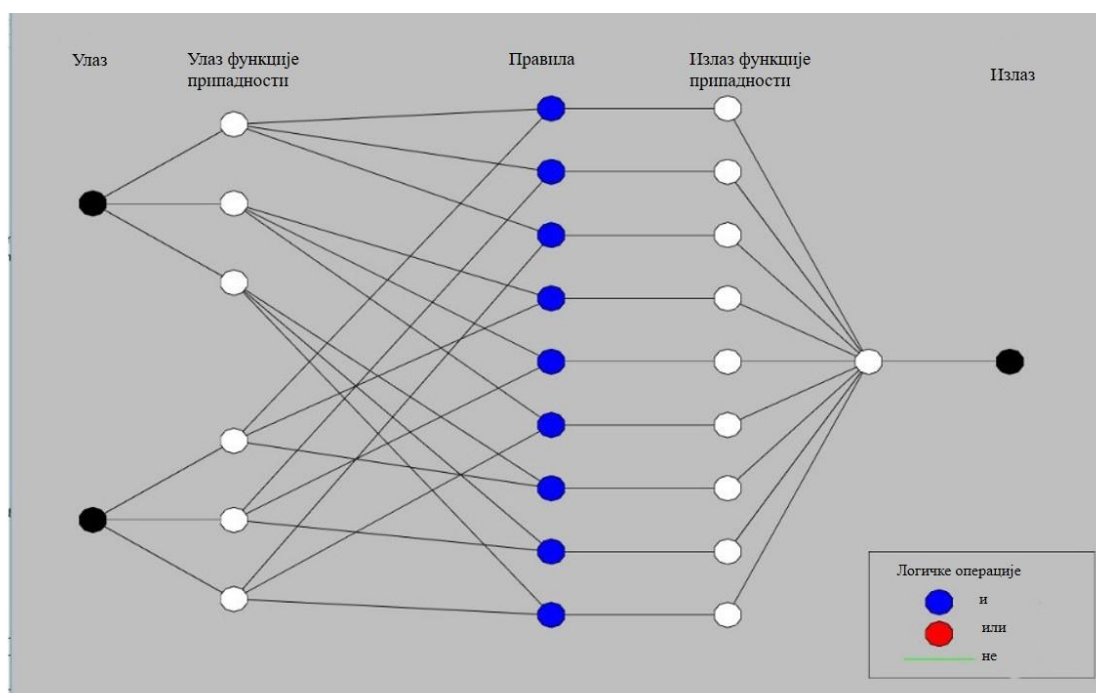 Улаз
Улаз функције
припадности
Правила
Излаз функције
припадности
Излаз
Логичке операције
и
или
не